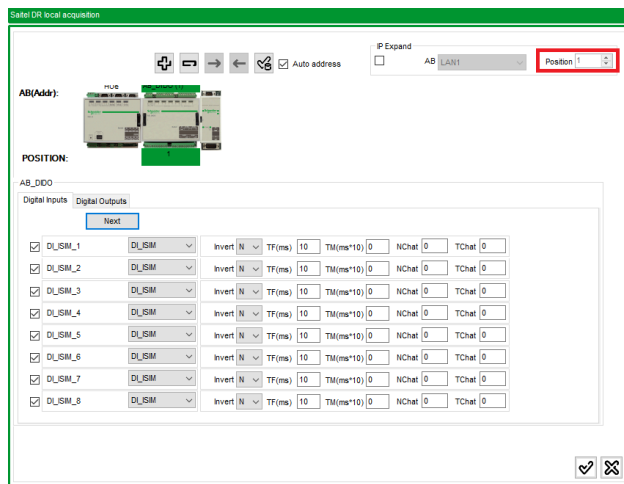 Saitel DR local acquisition
IP Expand
Auto address
AB LAN1
Position 1
AB(Addr):
HUe AB_DIDO (1)
POSITION:
1
AB_DIDO
Digital Inputs Digital Outputs
Next
DI_ISIM_1 DI_ISIM Invert N TF(ms) 10 TM(ms*10) 0 NChat 0 TChat 0
DI_ISIM_2 DI_ISIM Invert N TF(ms) 10 TM(ms*10) 0 NChat 0 TChat 0
DI_ISIM_3 DI_ISIM Invert N TF(ms) 10 TM(ms*10) 0 NChat 0 TChat 0
DI_ISIM_4 DI_ISIM Invert N TF(ms) 10 TM(ms*10) 0 NChat 0 TChat 0
DI_ISIM_5 DI_ISIM Invert N TF(ms) 10 TM(ms*10) 0 NChat 0 TChat 0
DI_ISIM_6 DI_ISIM Invert N TF(ms) 10 TM(ms*10) 0 NChat 0 TChat 0
DI_ISIM_7 DI_ISIM Invert N TF(ms) 10 TM(ms*10) 0 NChat 0 TChat 0
DI_ISIM_8 DI_ISIM Invert N TF(ms) 10 TM(ms*10) 0 NChat 0 TChat 0